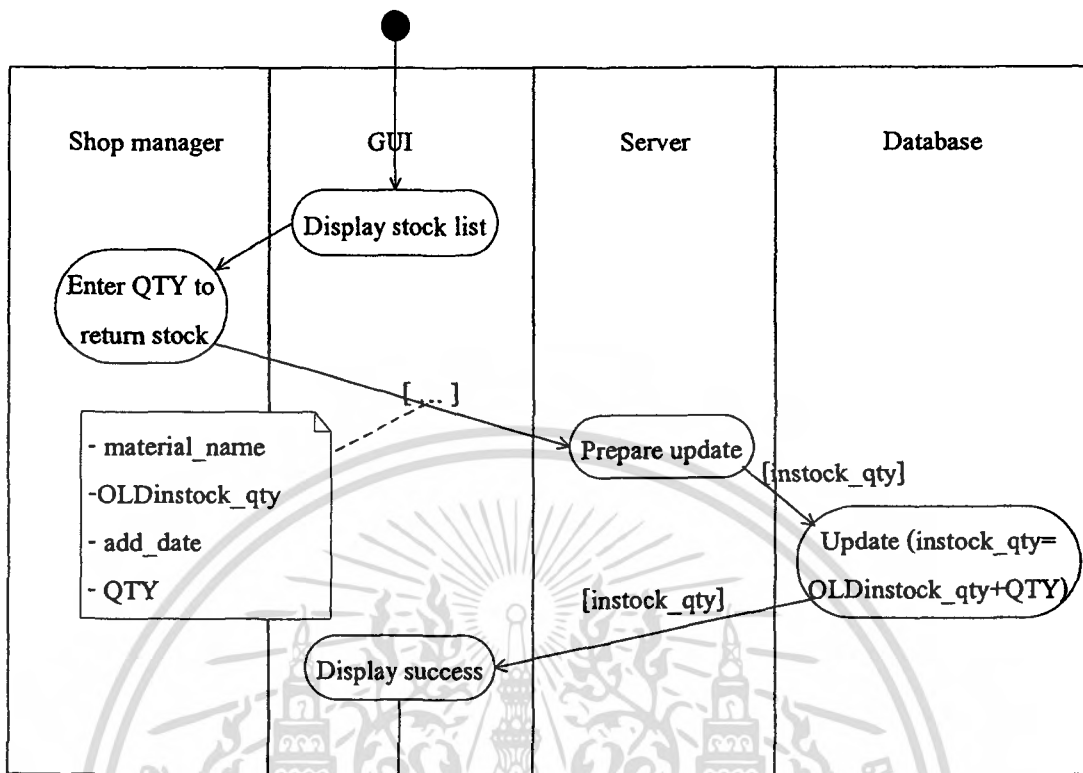 Shop manager
GUI
Server
Database
Display stock list
Enter QTY to
return stock
[ ... ]
- material_name
-OLDinstock_qty
- add_date
- QTY
Prepare update
[instock_qty]
Update (instock_qty=
OLDinstock_qty+QTY)
[instock_qty]
Display success